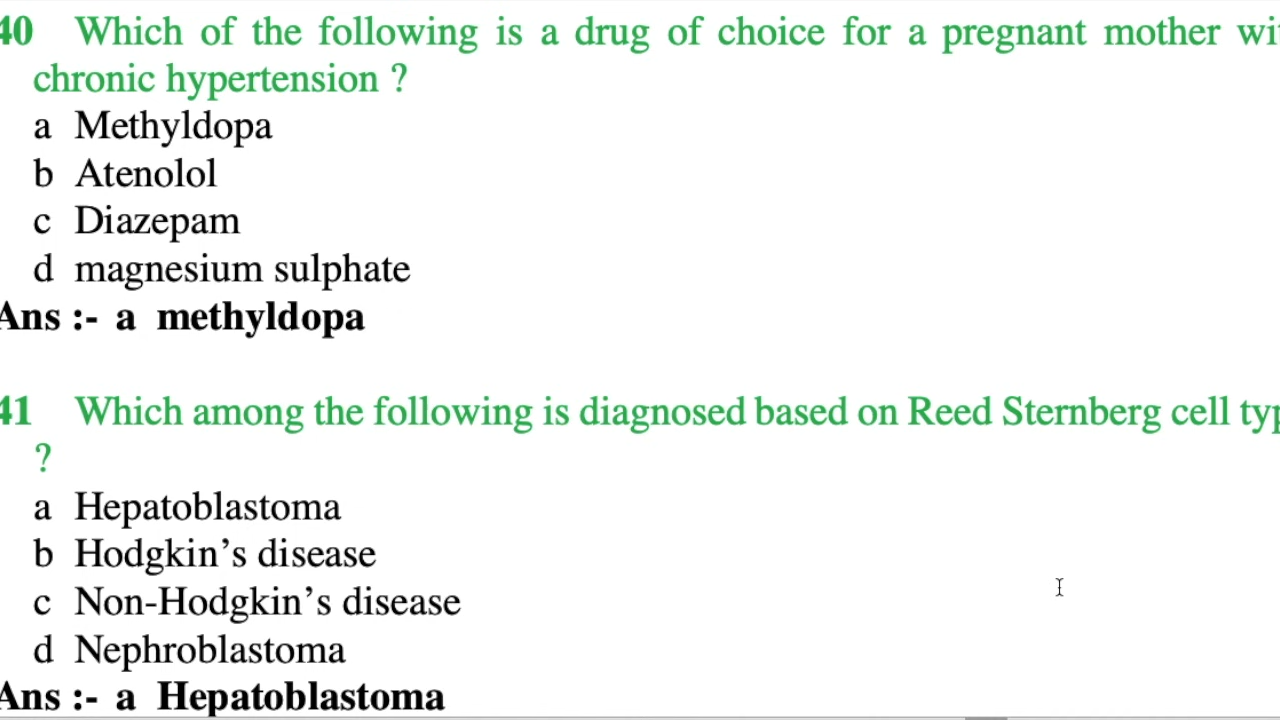 40 Which of the following is a drug of choice for a pregnant mother wi
chronic hypertension ?
a Methyldopa
b Atenolol
c Diazepam
d magnesium sulphate
Ans :- a methyldopa
41 Which among the following is diagnosed based on Reed Sternberg cell typ
?
a Hepatoblastoma
b Hodgkin’s disease
c Non-Hodgkin’s disease
d Nephroblastoma
Ans :- a Hepatoblastoma